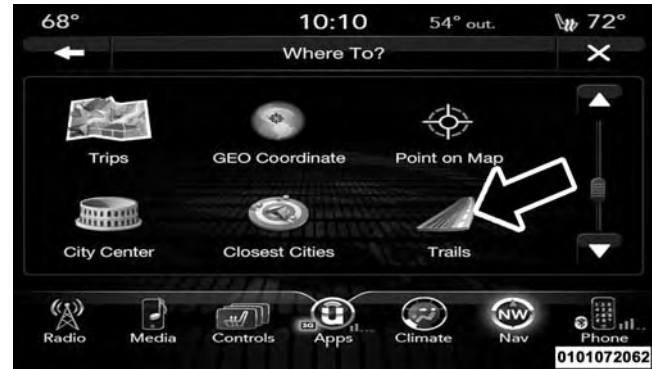 68° 10:10 54° out. 72°
Where To?
Trips GEO Coordinate Point on Map
City Center Closest Cities Trails
NW
3G
Radio Media Controls Apps Climate Nav Phone
0101072062